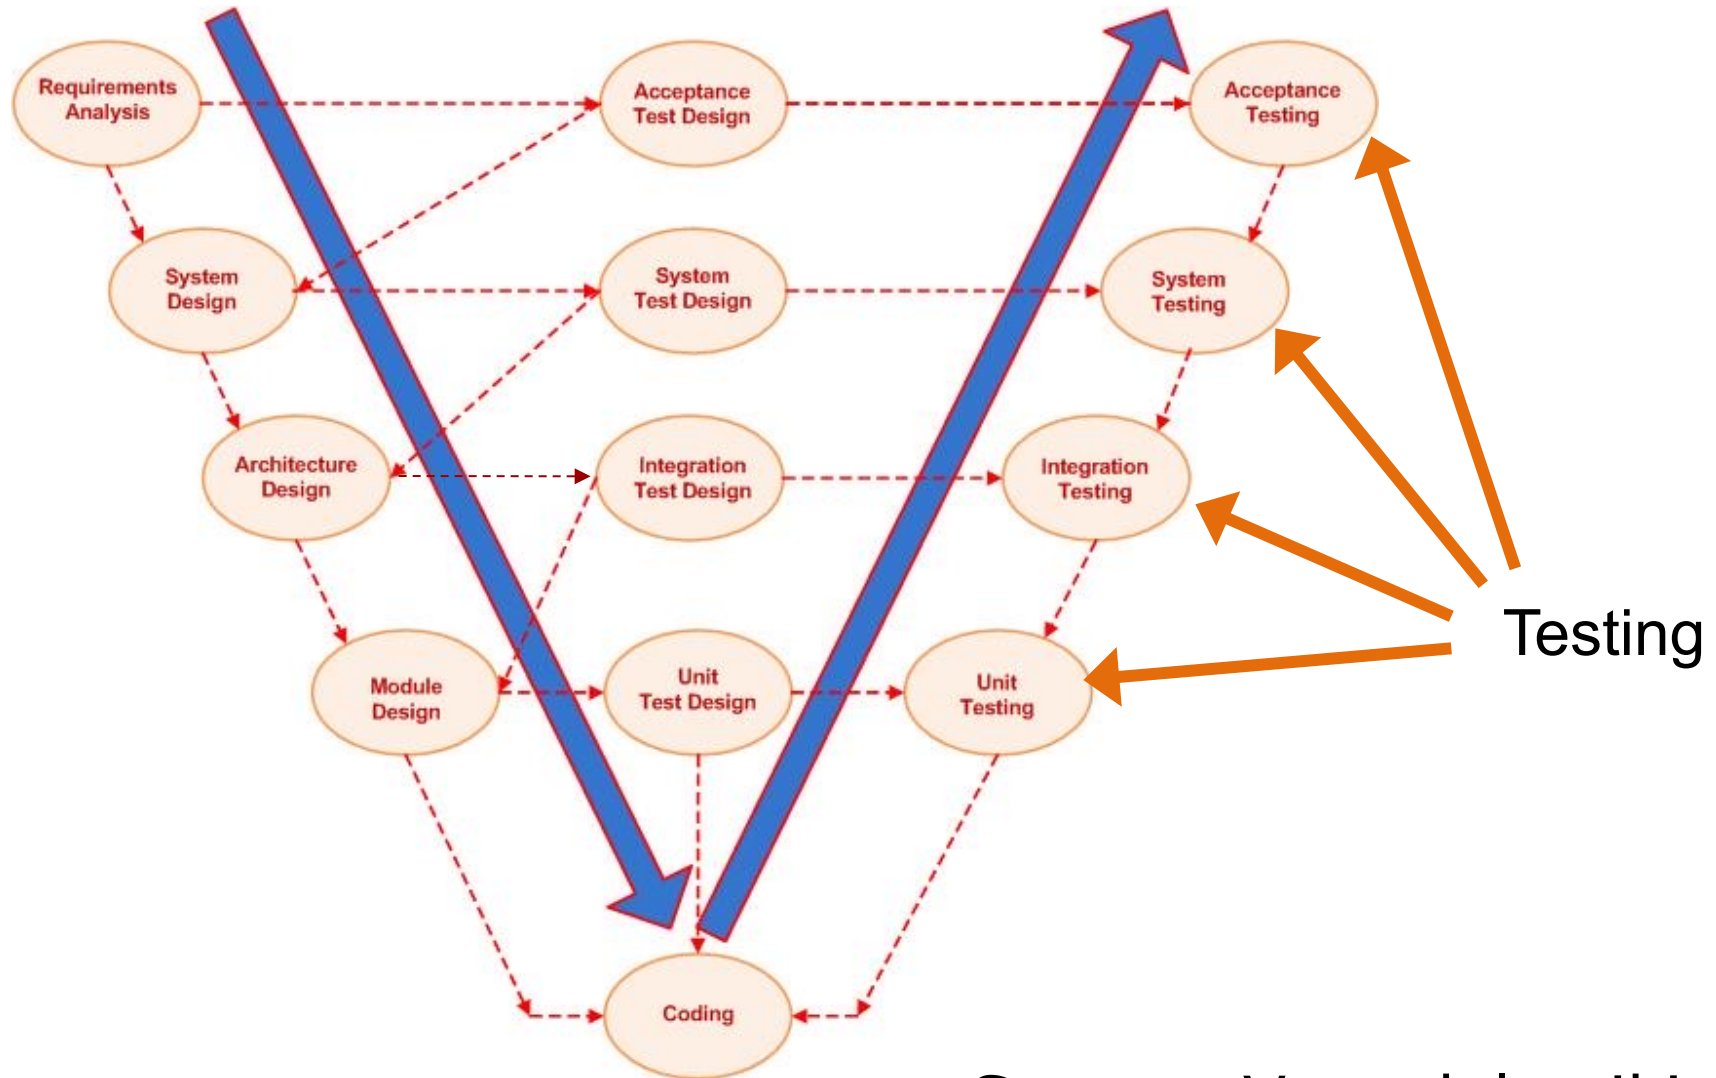 Requirements
Analysis
Acceptance
Test Design
Acceptance
Testing
System
Design
System
Test Design
System
Testing
Architecture
Design
Integration
Test Design
Integration
Testing
Testing
Module
Design
Unit
Test Design
Unit
Testing
Coding